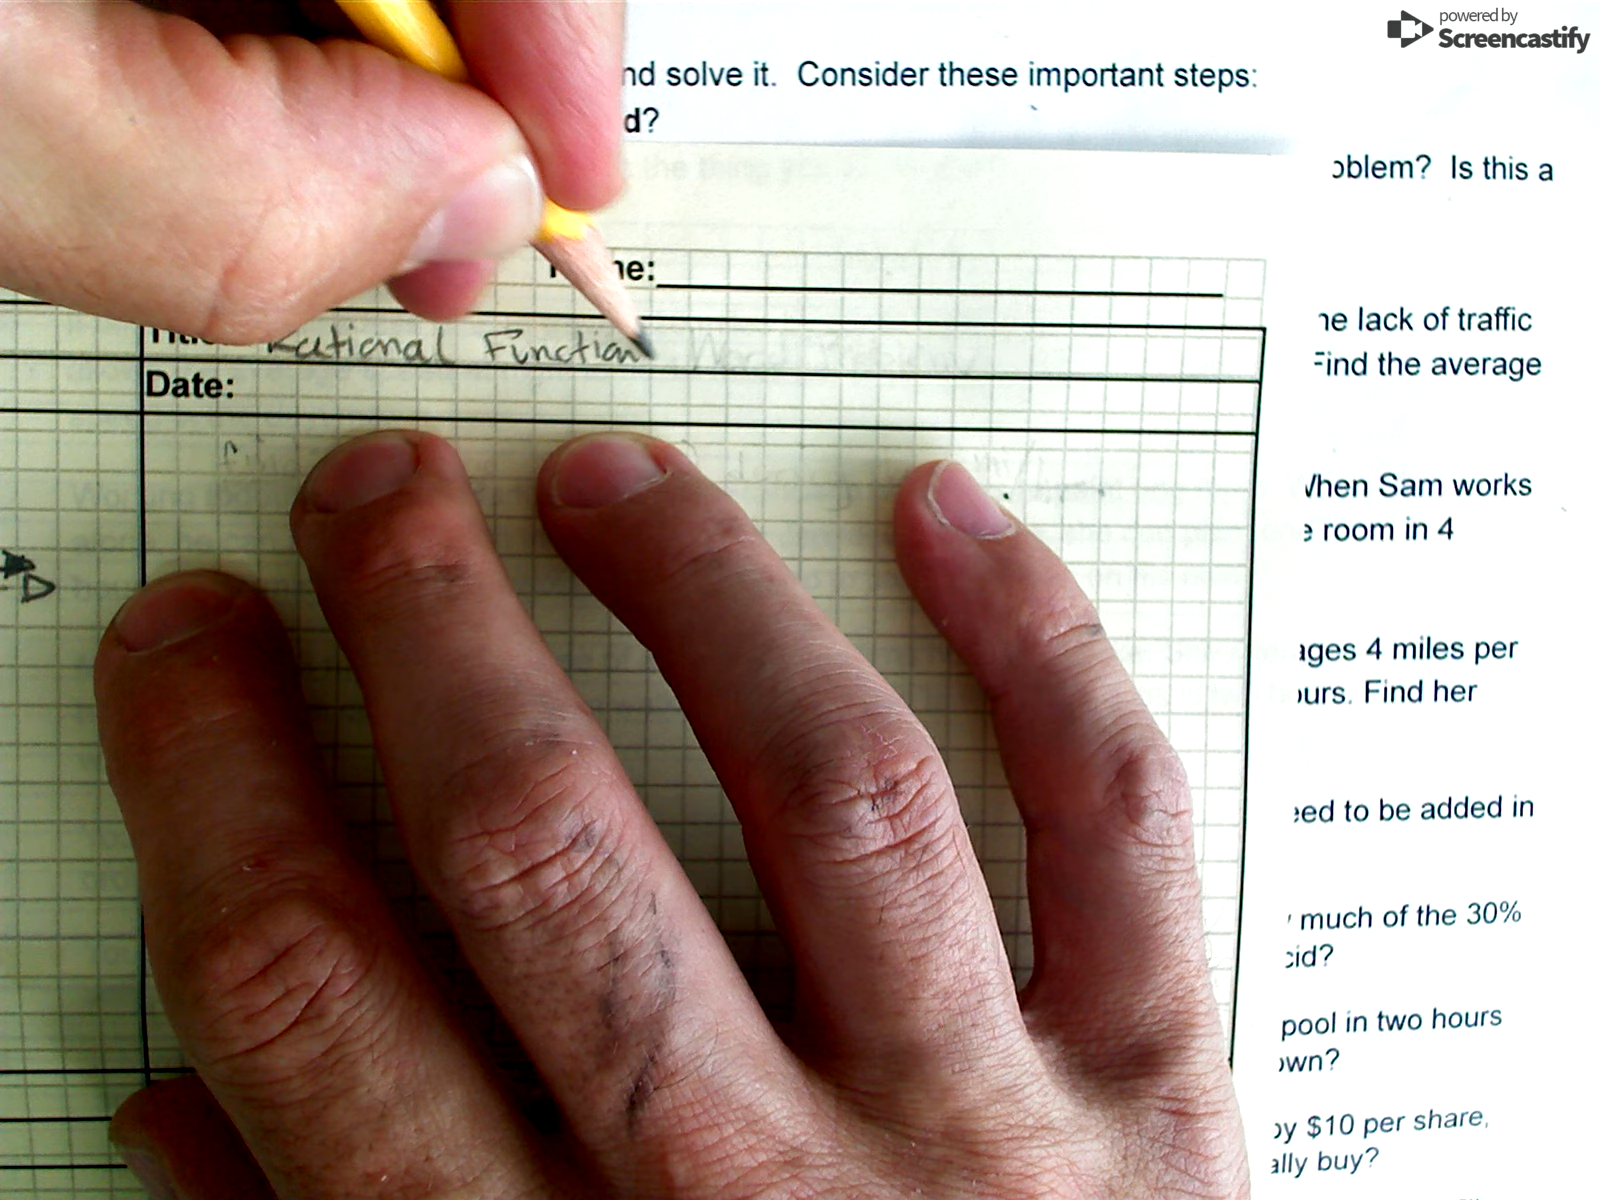 powered by
Screencastify
nd solve it. Consider these important steps:
d?
oblem? Is this a
ne:
he lack of traffic
Find the average
Rational Function
Date:
When Sam works
e room in 4
ages 4 miles per
ours. Find her
eed to be added in
much of the 30%
cid?
pool in two hours
own?
by $10 per share,
ally buy?